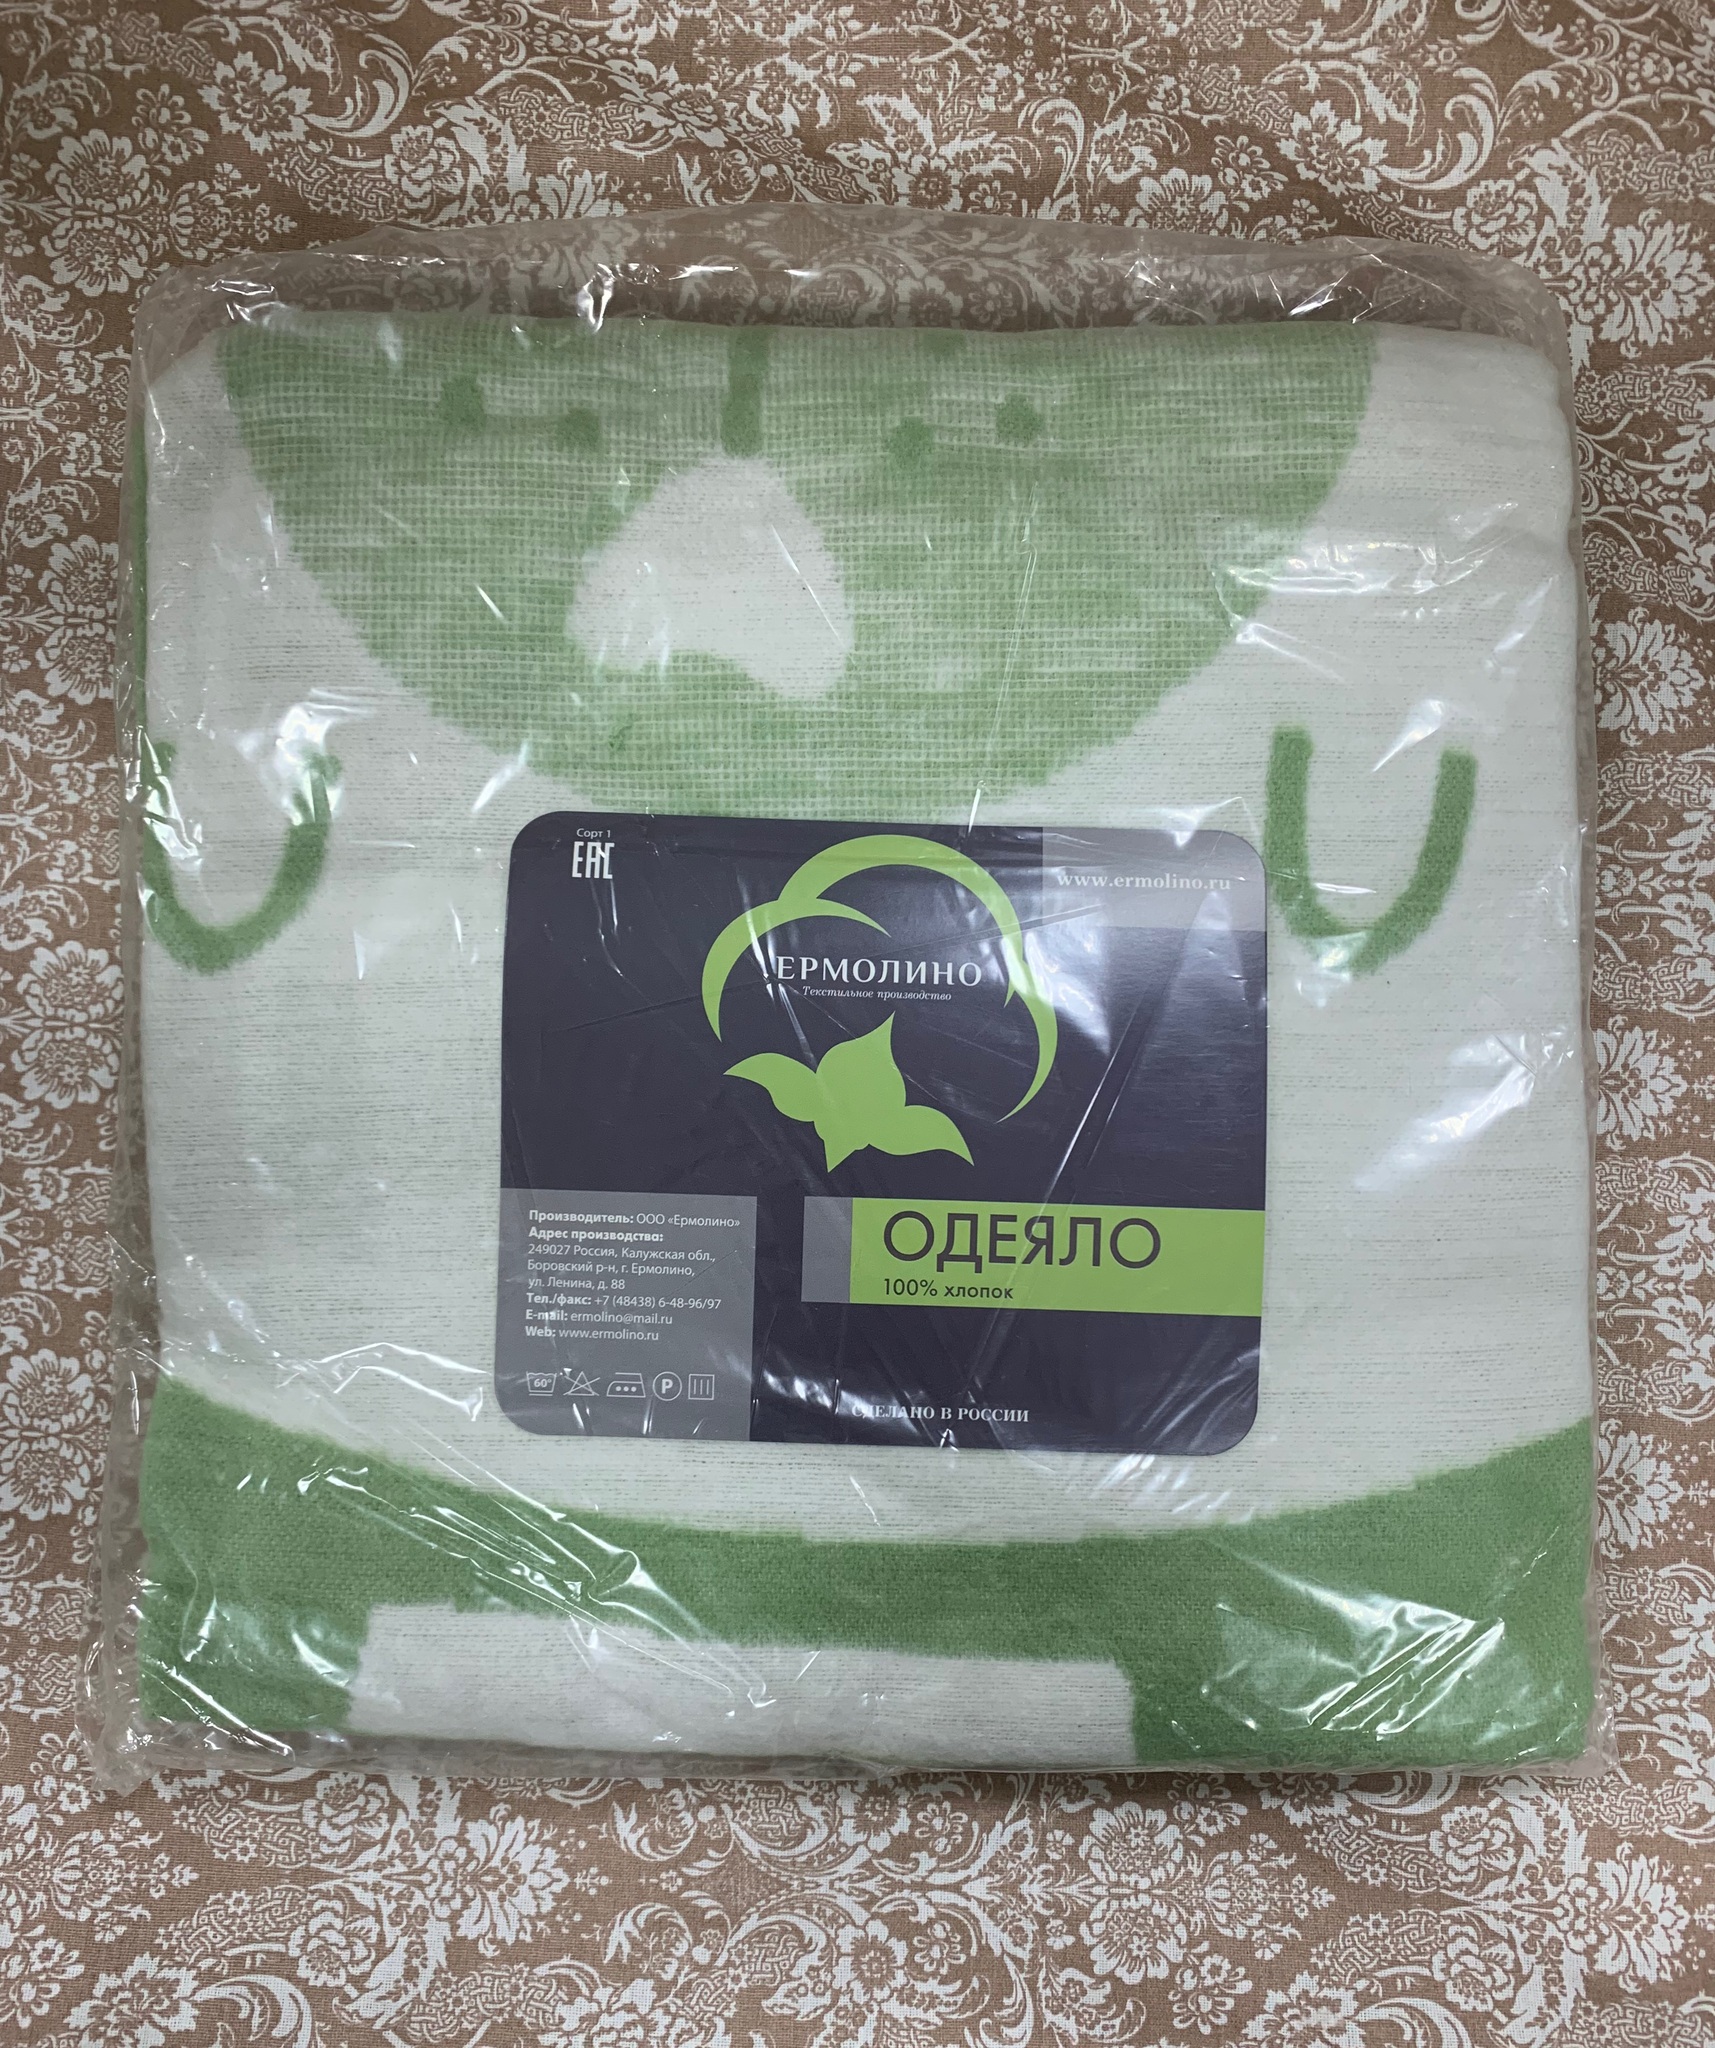 Сорт 1
EAC
www.ermolino.ru
ЕРМОЛИНО
Текстильное производство
Производитель: ООО «Ермолино»
Адрес производства:
249027 Россия, Калужская обл.,
Боровский р-н, г. Ермолино,
ул. Ленина, д. 88
Тел./факс: +7 (48438) 6-48-96/97
E-mail: ermolino@mail.ru
Web: www.ermolino.ru
60°
P
ОДЕЯЛО
100% хлопок
СДЕЛАНО В РОССИИ